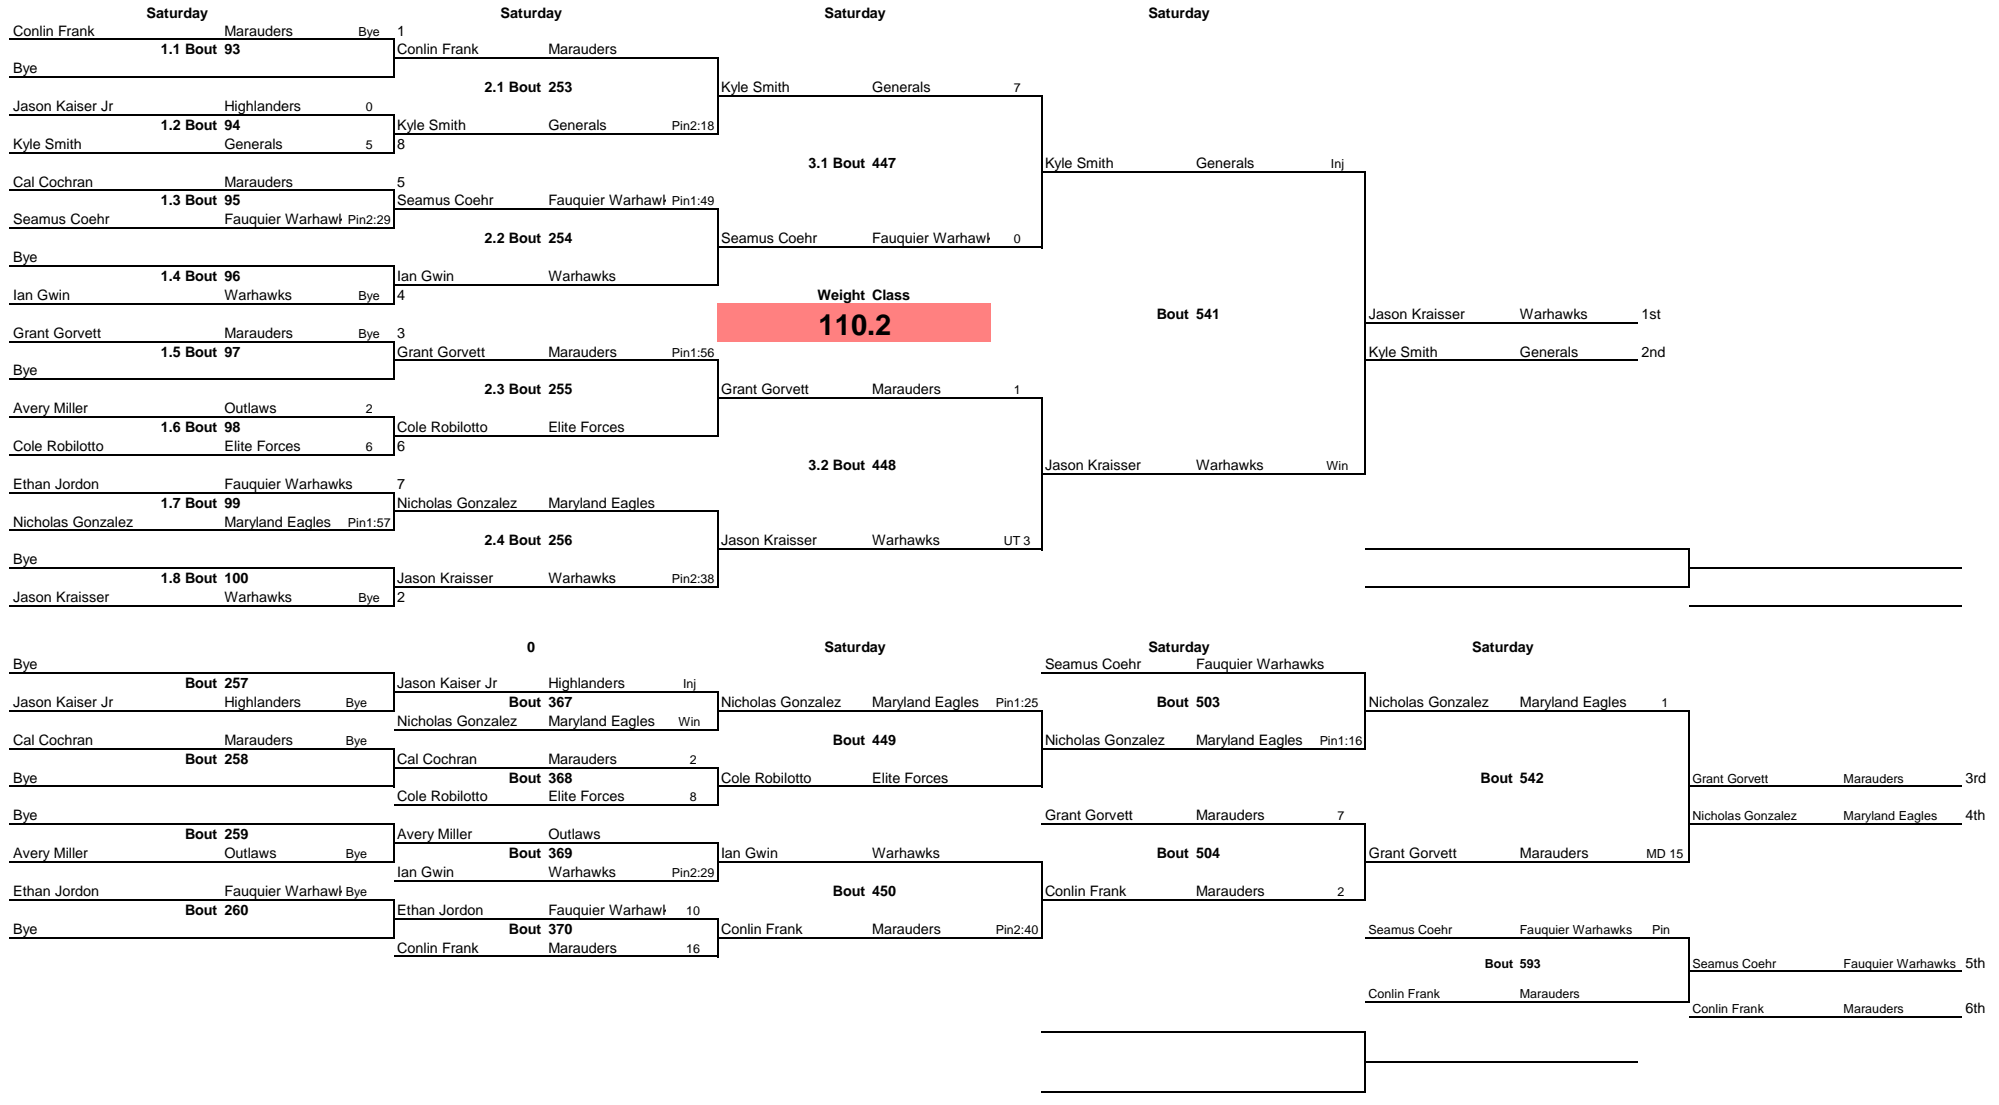 Saturday Saturday Saturday Saturday
Conlin Frank Marauders Bye 1
1.1 Bout 93 Conlin Frank Marauders
Bye
2.1 Bout 253 Kyle Smith Generals 7
Jason Kaiser Jr Highlanders 0
1.2 Bout 94 Kyle Smith Generals Pin2:18
Kyle Smith Generals 5 8
3.1 Bout 447 Kyle Smith Generals Inj
Cal Cochran Marauders 5
1.3 Bout 95 Seamus Coehr Fauquier Warhawk Pin1:49
Seamus Coehr Fauquier Warhawk Pin2:29
2.2 Bout 254 Seamus Coehr Fauquier Warhawk 0
Bye
1.4 Bout 96 Ian Gwin Warhawks
Ian Gwin Warhawks Bye 4 Weight Class
110.2 Bout 541 Jason Kraisser Warhawks 1st
Grant Gorvett Marauders Bye 3
1.5 Bout 97 Grant Gorvett Marauders Pin1:56 Kyle Smith Generals 2nd
Bye
2.3 Bout 255 Grant Gorvett Marauders 1
Avery Miller Outlaws 2
1.6 Bout 98 Cole Robilotto Elite Forces
Cole Robilotto Elite Forces 6 6
3.2 Bout 448 Jason Kraisser Warhawks Win
Ethan Jordon Fauquier Warhawks 7
1.7 Bout 99 Nicholas Gonzalez Maryland Eagles
Nicholas Gonzalez Maryland Eagles Pin1:57
2.4 Bout 256 Jason Kraisser Warhawks UT 3
Bye
1.8 Bout 100 Jason Kraisser Warhawks Pin2:38
Jason Kraisser Warhawks Bye 2
0 Saturday Saturday Saturday
Bye Seamus Coehr Fauquier Warhawks
Bout 257 Jason Kaiser Jr Highlanders Inj
Jason Kaiser Jr Highlanders Bye Bout 367 Nicholas Gonzalez Maryland Eagles Pin1:25 Bout 503 Nicholas Gonzalez Maryland Eagles 1
Nicholas Gonzalez Maryland Eagles Win
Cal Cochran Marauders Bye Bout 449 Nicholas Gonzalez Maryland Eagles Pin1:16
Bout 258 Cal Cochran Marauders 2
Bye Bout 368 Cole Robilotto Elite Forces Bout 542 Grant Gorvett Marauders 3rd
Cole Robilotto Elite Forces 8
Bye Grant Gorvett Marauders 7 Nicholas Gonzalez Maryland Eagles 4th
Bout 259 Avery Miller Outlaws
Avery Miller Outlaws Bye Bout 369 Ian Gwin Warhawks Bout 504 Grant Gorvett Marauders MD 15
Ian Gwin Warhawks Pin2:29
Ethan Jordon Fauquier Warhawk Bye Bout 450 Conlin Frank Marauders 2
Bout 260 Ethan Jordon Fauquier Warhawk 10
Bye Bout 370 Conlin Frank Marauders Pin2:40 Seamus Coehr Fauquier Warhawks Pin
Conlin Frank Marauders 16
Bout 593 Seamus Coehr Fauquier Warhawks 5th
Conlin Frank Marauders
Conlin Frank Marauders 6th